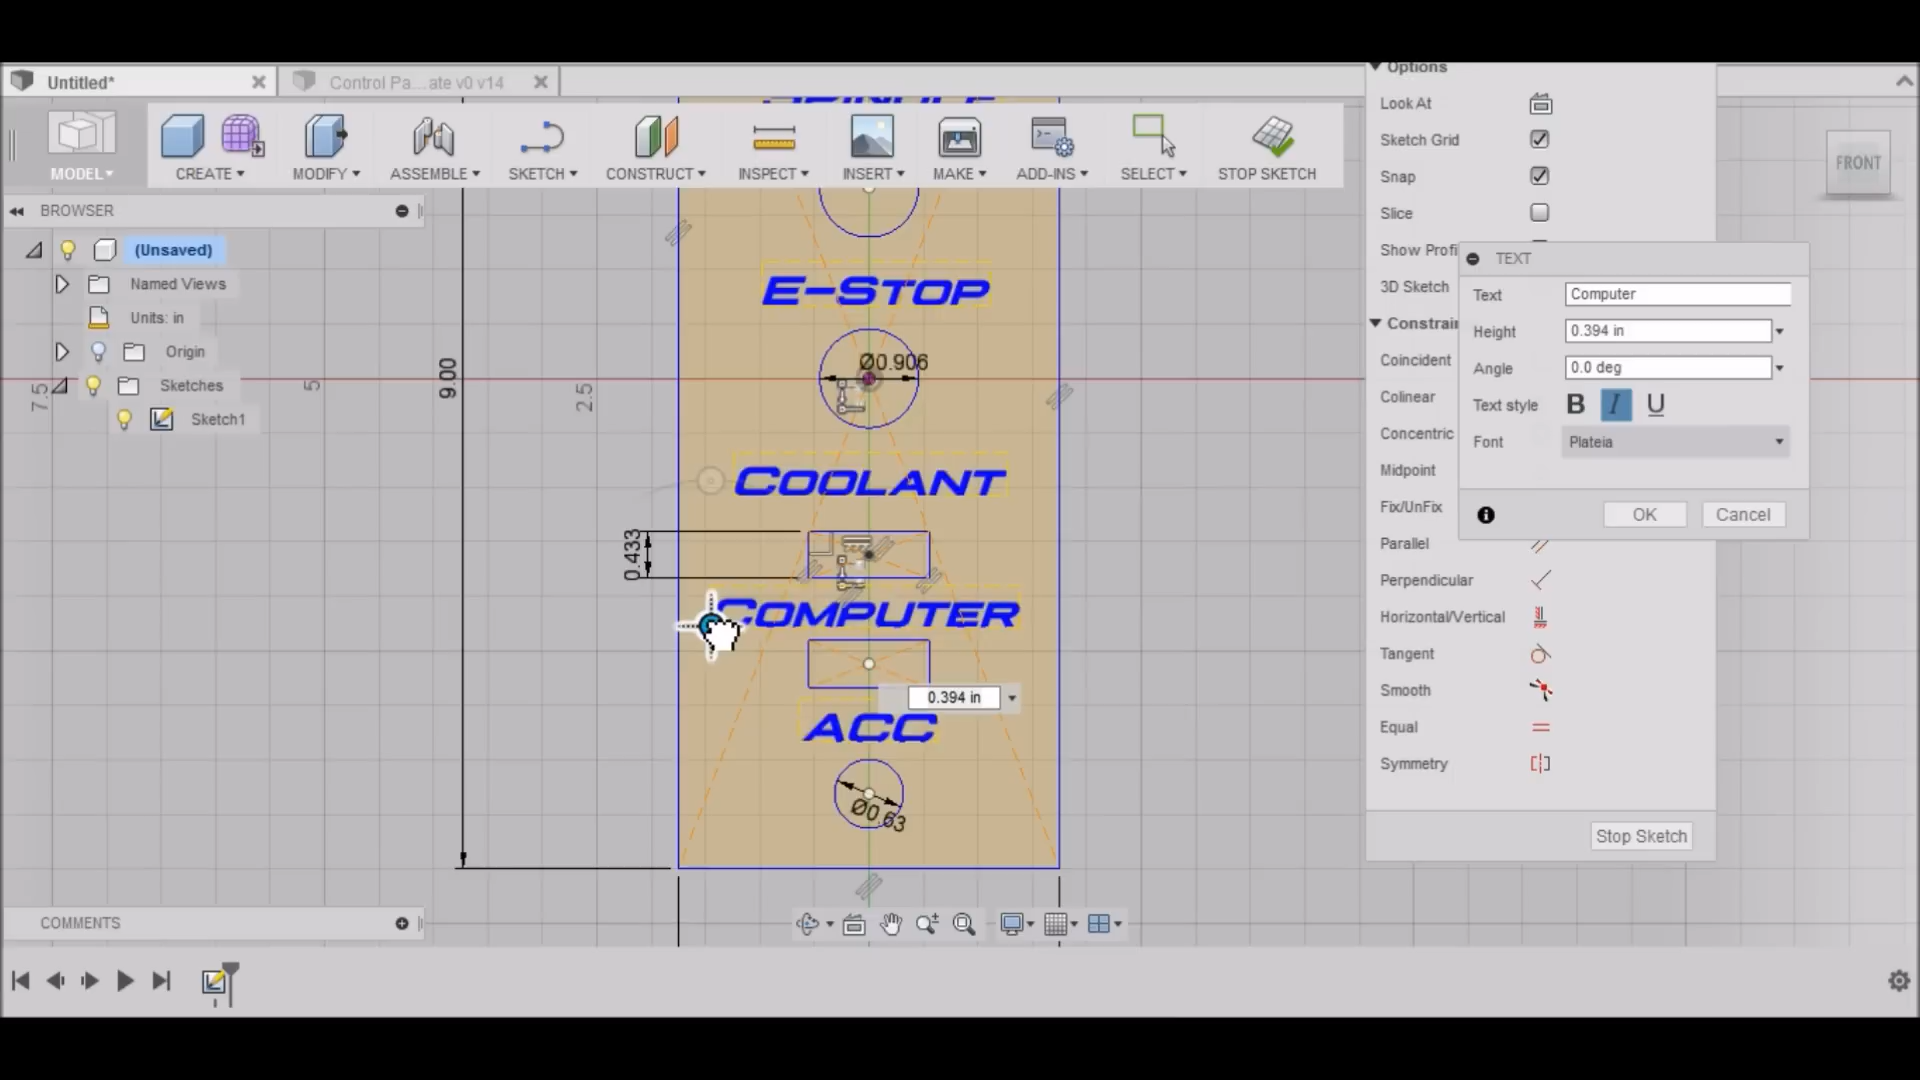 Untitled*
Control Pa...ate v0 v14
Options
MODEL
CREATE
MODIFY
ASSEMBLE
SKETCH
CONSTRUCT
INSPECT
INSERT
MAKE
ADD-INS
SELECT
STOP SKETCH
Look At
Sketch Grid
Snap
Slice
Show Profi
3D Sketch
Constrain
Coincident
Colinear
Concentric
Midpoint
Fix/UnFix
Parallel
Perpendicular
Horizontal/Vertical
Tangent
Smooth
Equal
Symmetry
Stop Sketch
FRONT
TEXT
Text
Computer
Height
0.394 in
Angle
0.0 deg
Text style
B I U
Font
Plateia
OK
Cancel
BROWSER
(Unsaved)
Named Views
Units: in
Origin
Sketches
Sketch1
7.5
5
2.5
9.00
SPINDLE
E-STOP
Ø0.906
COOLANT
0.433
COMPUTER
0.394 in
ACC
Ø0.63
COMMENTS